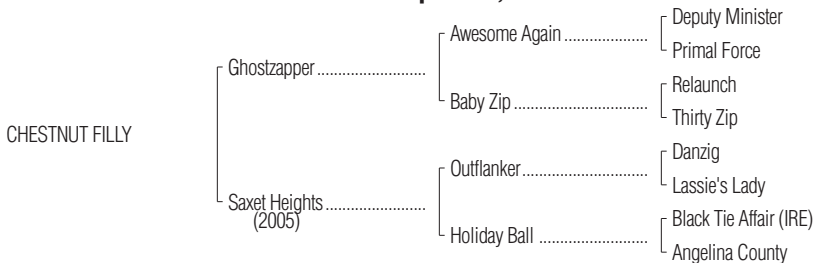 Deputy Minister
Awesome Again
Primal Force
Ghostzapper
Relaunch
Baby Zip
Thirty Zip
CHESTNUT FILLY
Danzig
Outflanker
Lassie's Lady
Saxet Heights
(2005)
Black Tie Affair (IRE)
Holiday Ball
Angelina County